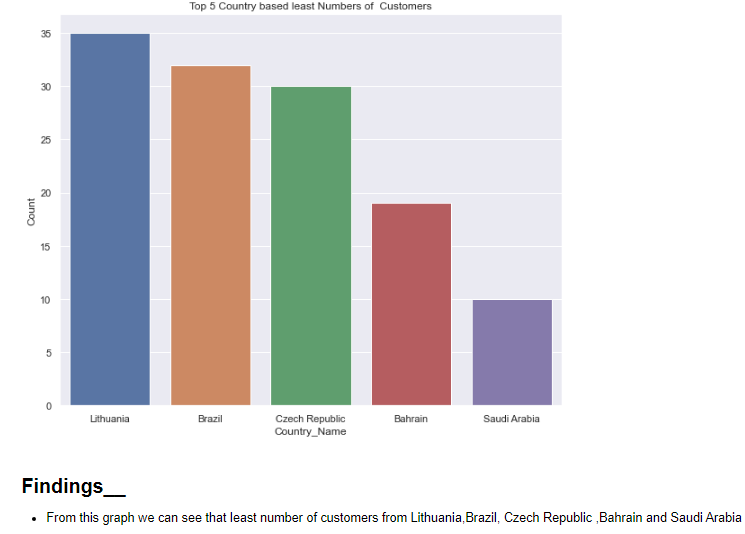 Top 5 Country based least Numbers of  Customers
35
30
25
20
15
10
5
0
Count
Lithuania Brazil Czech Republic Bahrain Saudi Arabia
Country_Name
Findings__
• From this graph we can see that least number of customers from Lithuania,Brazil, Czech Republic ,Bahrain and Saudi Arabia